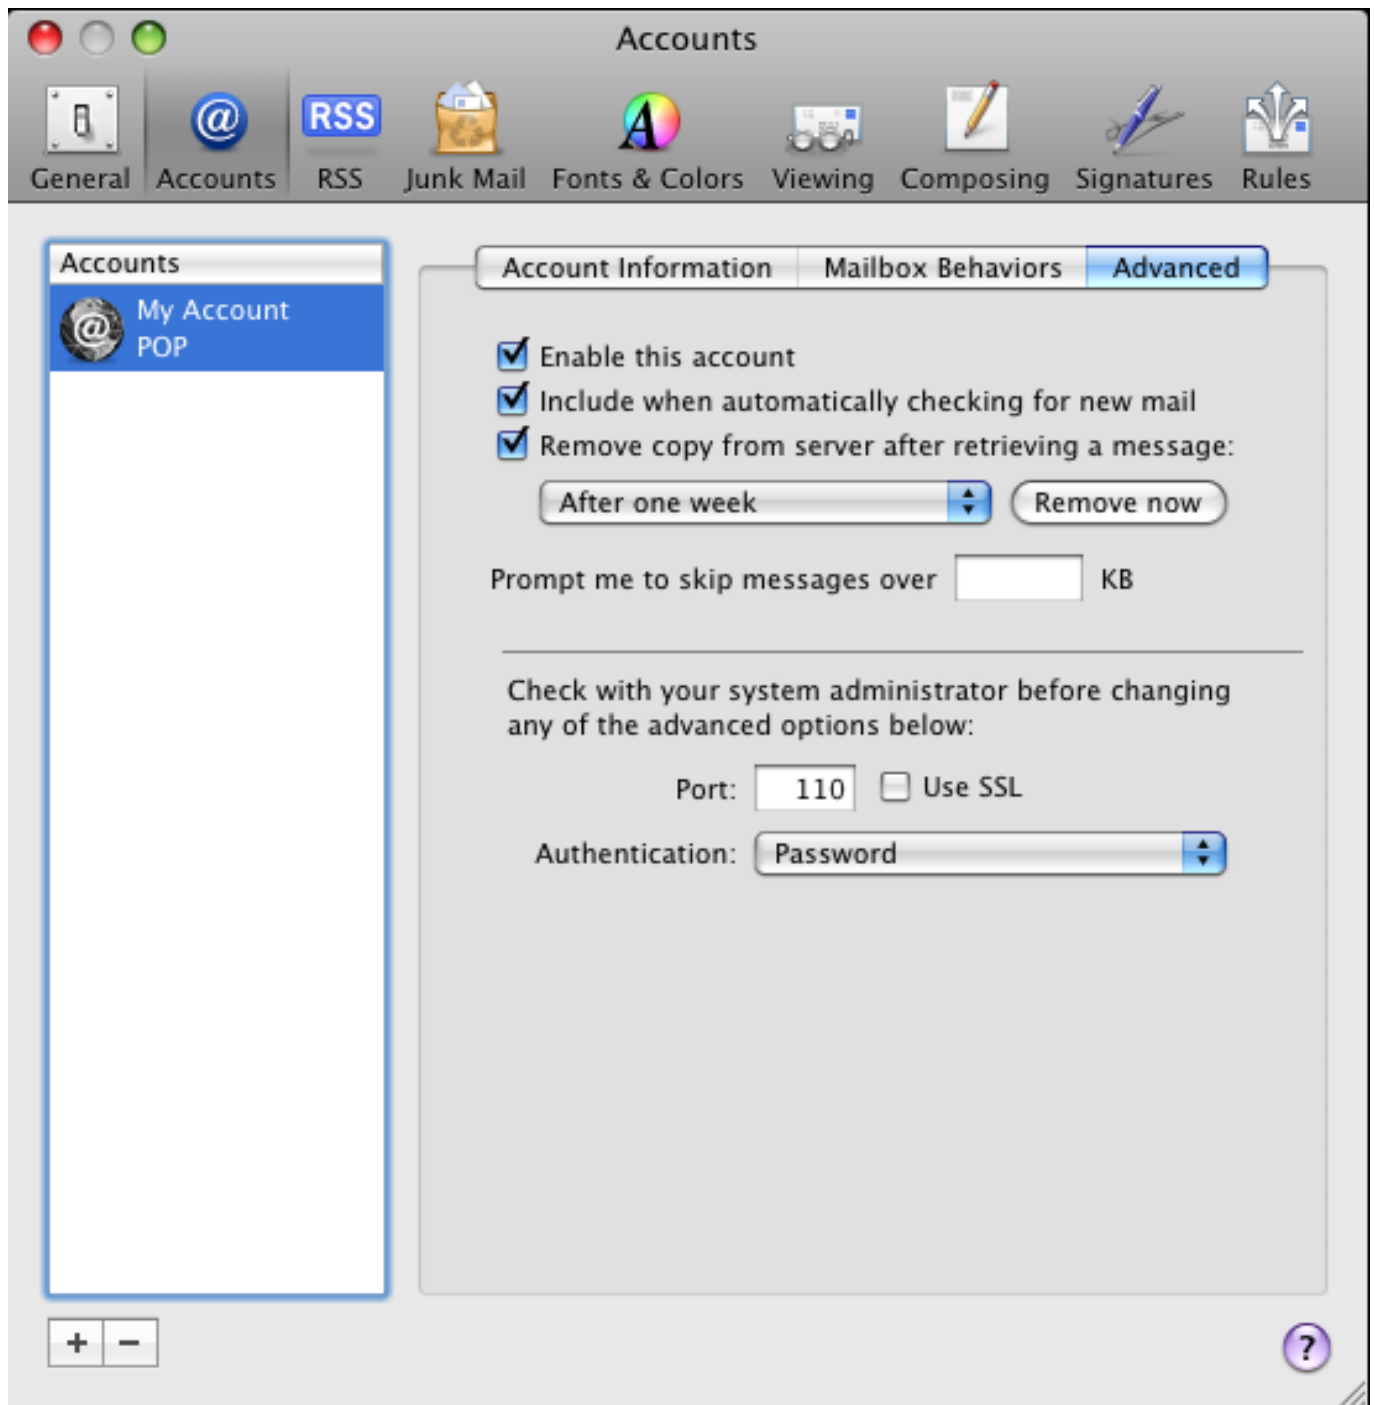 Accounts
RSS
General Accounts RSS Junk Mail Fonts & Colors Viewing Composing Signatures Rules
Accounts
My Account
POP
Account Information Mailbox Behaviors Advanced
Enable this account
Include when automatically checking for new mail
Remove copy from server after retrieving a message:
After one week Remove now
Prompt me to skip messages over KB
Check with your system administrator before changing
any of the advanced options below:
Port: 110 Use SSL
Authentication: Password
+ − ?